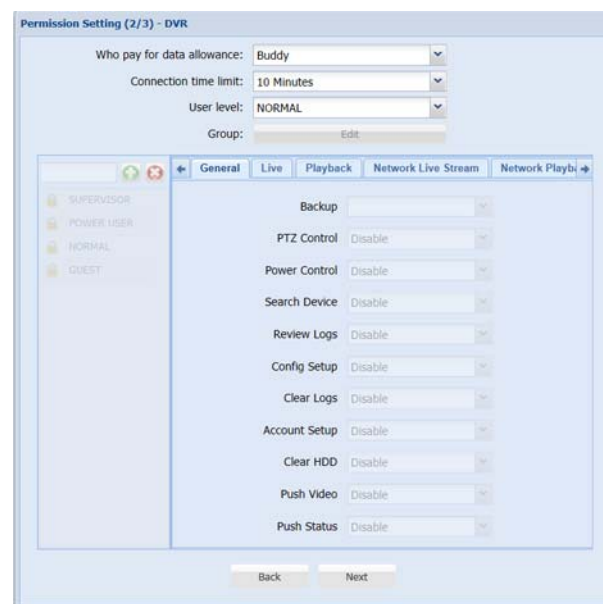 Permission Setting (2/3) - DVR
Who pay for data allowance: Buddy
Connection time limit: 10 Minutes
User level: NORMAL
Group: Edit
General Live Playback Network Live Stream Network Playba
SUPERVISOR
POWER USER
NORMAL
GUEST
Backup
PTZ Control Disable
Power Control Disable
Search Device Disable
Review Logs Disable
Config Setup Disable
Clear Logs Disable
Account Setup Disable
Clear HDD Disable
Push Video Disable
Push Status Disable
Back Next